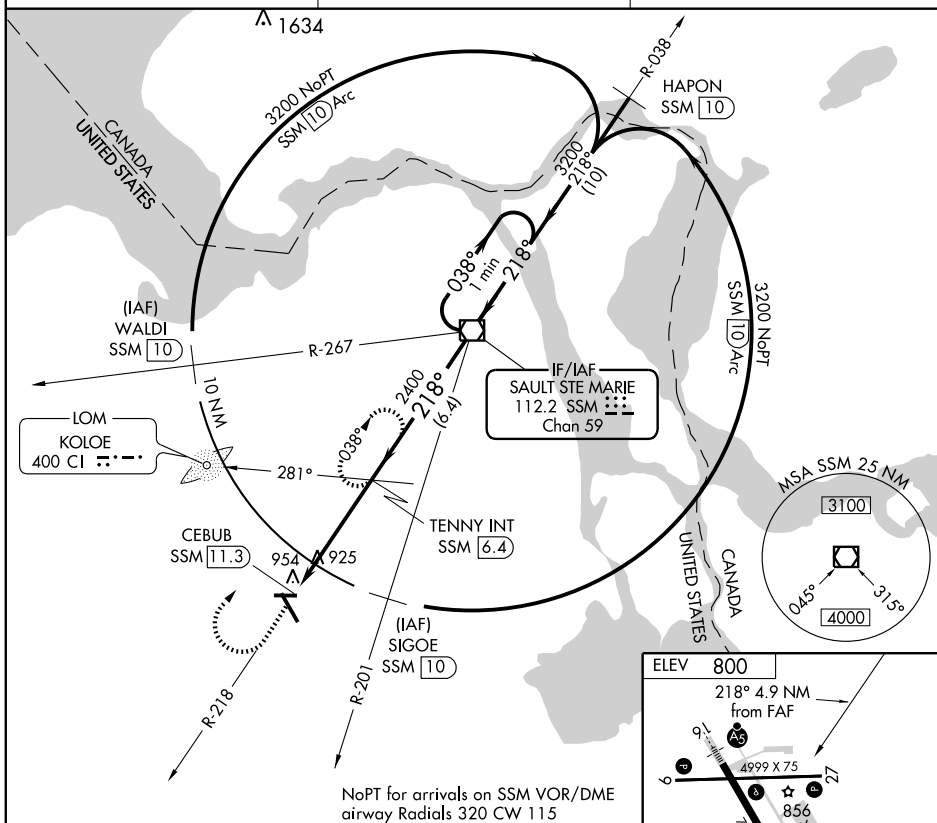 1634
R-038
HAPON
SSM 10
3200 NoPT
SSM 10 Arc
CANADA
UNITED STATES
3200
218°
(10)
038°
1 min
218°
3200 NoPT
SSM 10 Arc
(IAF)
WALDI
SSM 10
R-267
IF/IAF
SAULT STE MARIE
112.2 SSM
Chan 59
10 NM
2400
218°
(6.4)
LOM
KOLOE
400 CI
038°
281°
MSA SSM 25 NM
3100
045°
315°
4000
TENNY INT
SSM 6.4
CEBUB
SSM 11.3
954
925
UNITED STATES
CANADA
(IAF)
SIGOE
SSM 10
R-218
R-201
ELEV 800
218° 4.9 NM
from FAF
16
A5
P
4999 X 75
9
27
P
P
856
NoPT for arrivals on SSM VOR/DME
airway Radials 320 CW 115